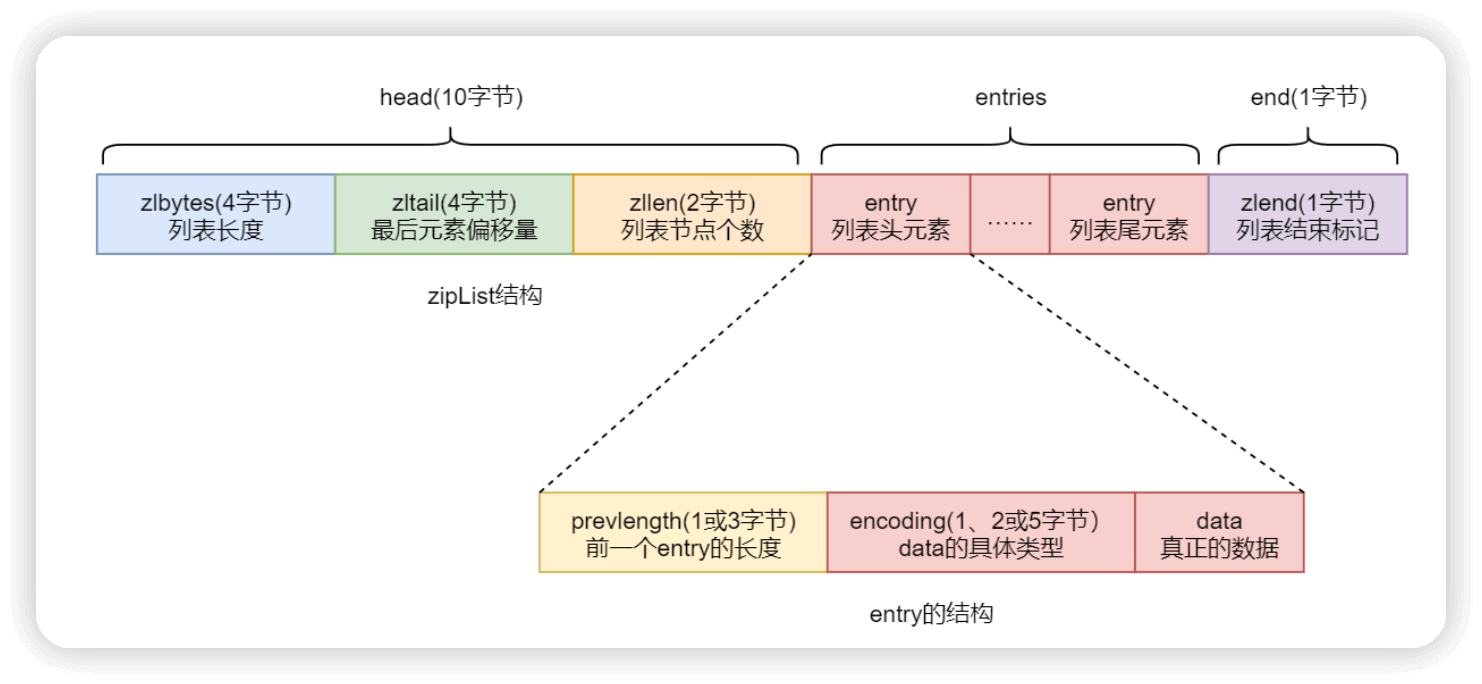 head(10字节)
entries
end(1字节)
zlbytes(4字节)
列表长度
zltail(4字节)
最后元素偏移量
zllen(2字节)
列表节点个数
entry
列表头元素
……
entry
列表尾元素
zlend(1字节)
列表结束标记
zipList结构
prevlength(1或3字节)
前一个entry的长度
encoding(1、2或5字节)
data的具体类型
data
真正的数据
entry的结构